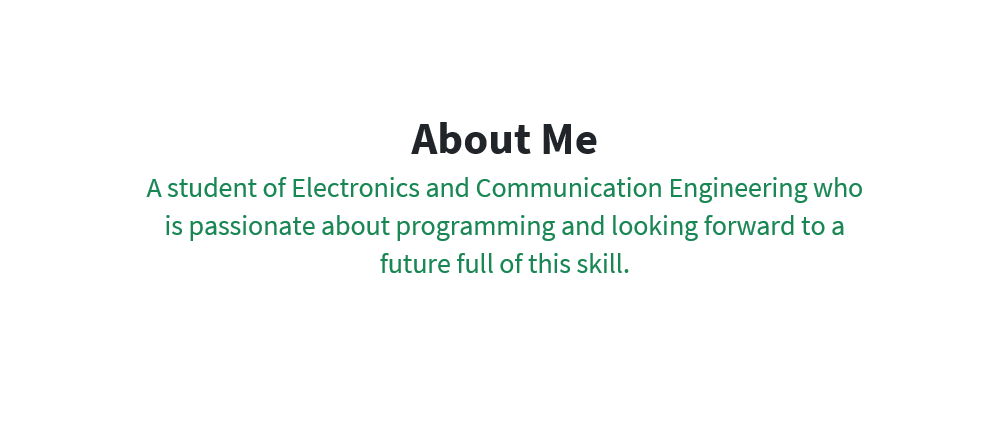 About Me
A student of Electronics and Communication Engineering who
is passionate about programming and looking forward to a
future full of this skill.